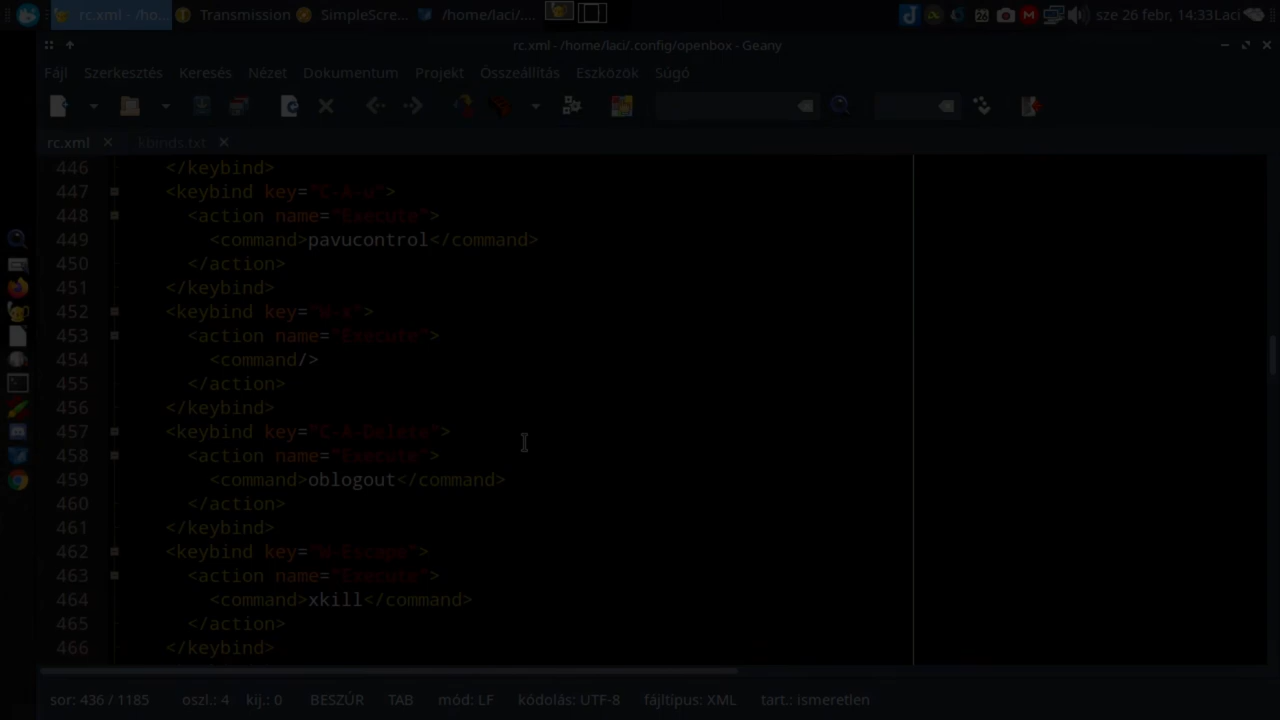 rc.xml - /ho...
Transmission
SimpleScre...
/home/laci/....
26
sze 26 febr, 14:33
Laci
rc.xml - /home/laci/.config/openbox - Geany
Fájl Szerkesztés Keresés Nézet Dokumentum Projekt Összeállítás Eszközök Súgó
rc.xml
kbinds.txt
446 </keybind>
447 <keybind key="C-A-u">
448 <action name="Execute">
449 <command>pavucontrol</command>
450 </action>
451 </keybind>
452 <keybind key="W-x">
453 <action name="Execute">
454 <command/>
455 </action>
456 </keybind>
457 <keybind key="C-A-Delete">
458 <action name="Execute">
459 <command>oblogout</command>
460 </action>
461 </keybind>
462 <keybind key="W-Escape">
463 <action name="Execute">
464 <command>xkill</command>
465 </action>
466 </keybind>
sor: 436 / 1185 oszl.: 4 kij.: 0 BESZÚR TAB mód: LF kódolás: UTF-8 fájltípus: XML tart.: ismeretlen